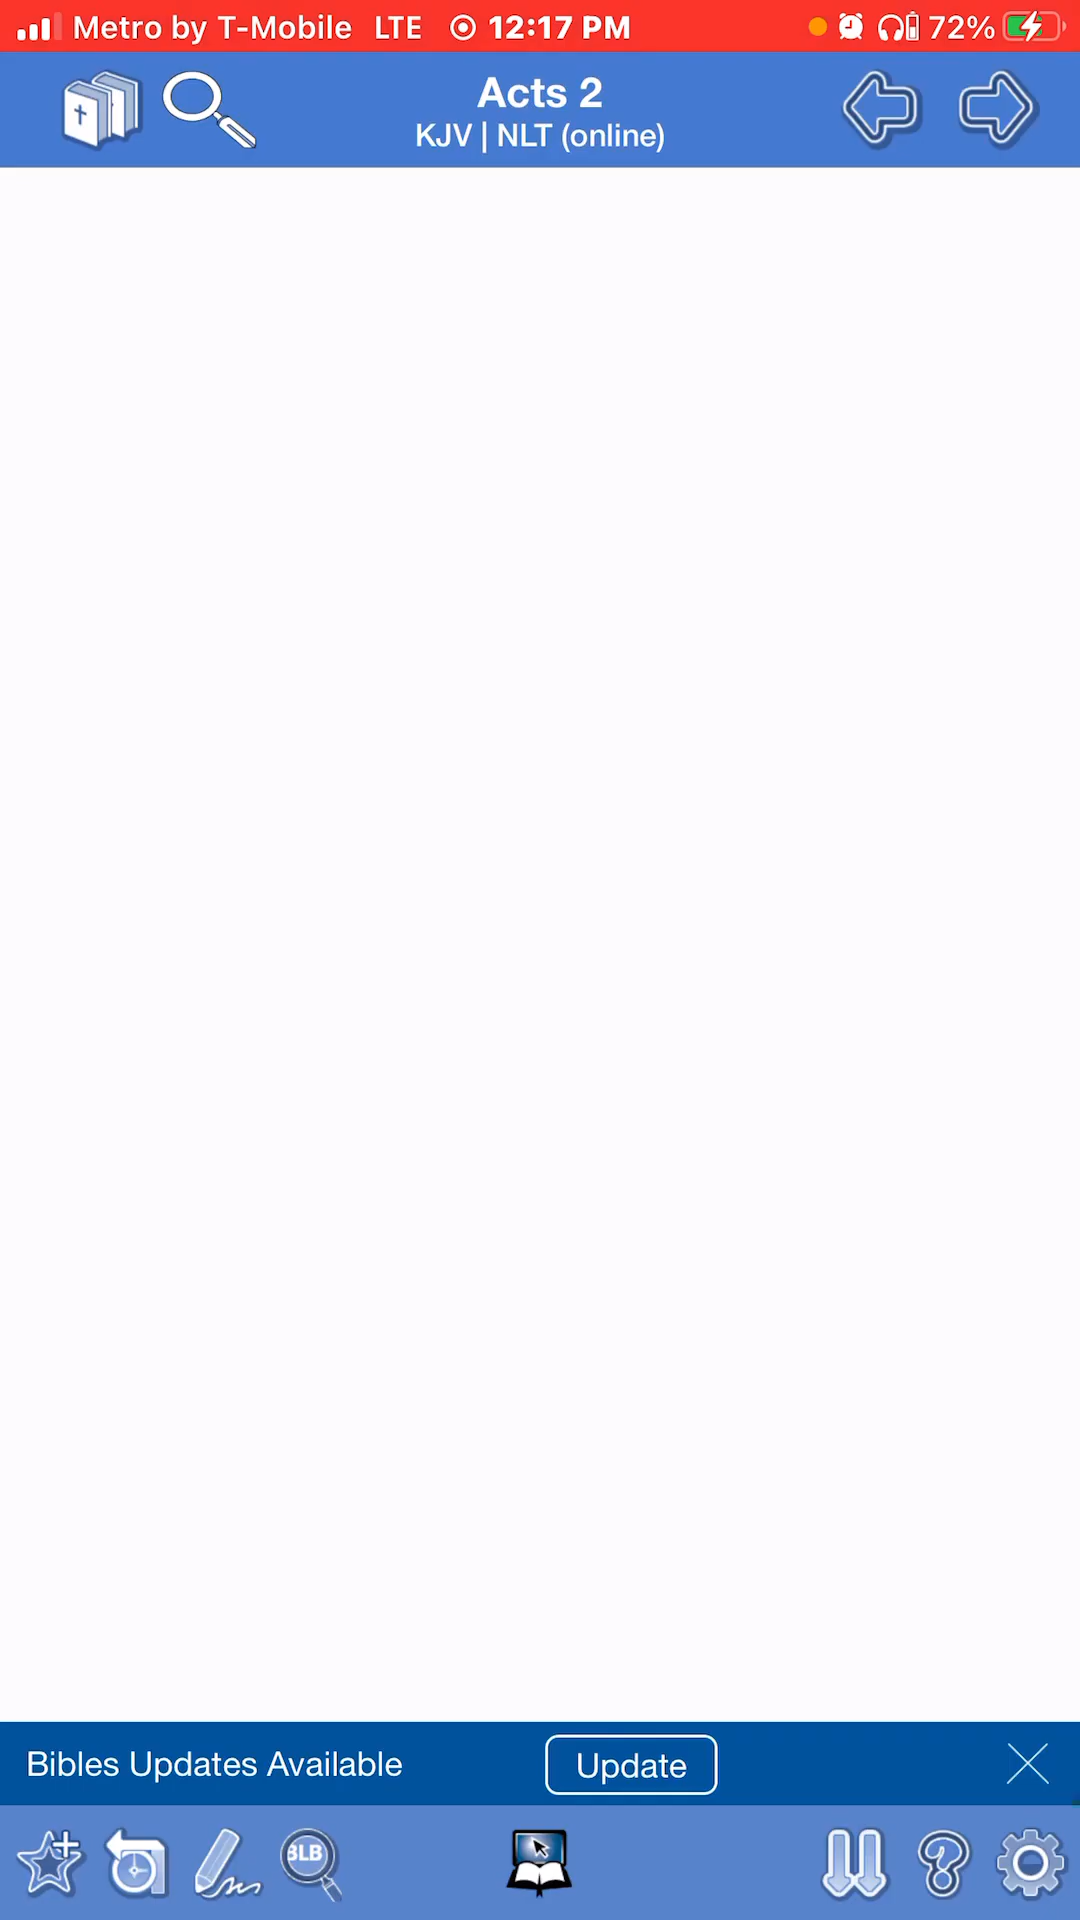 Metro by T-Mobile LTE 12:17 PM 72%
Acts 2
KJV | NLT (online)
Bibles Updates Available Update
BLB